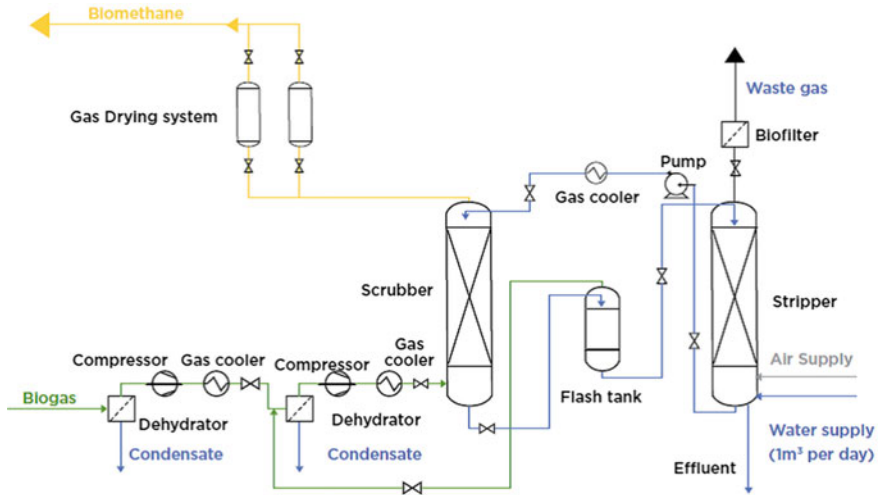 Biomethane
Gas Drying system
Waste gas
Biofilter
Pump
Gas cooler
Scrubber
Stripper
Flash tank
Air Supply
Compressor
Gas cooler
Compressor
Gas
cooler
Biogas
Dehydrator
Dehydrator
Condensate
Condensate
Water supply
(1m³ per day)
Effluent